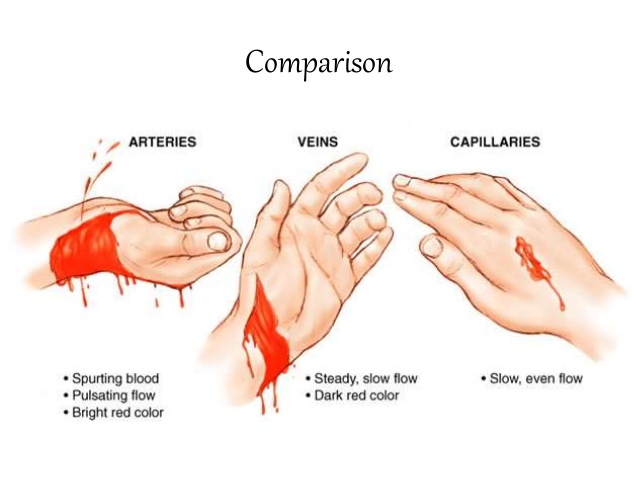 Comparison
ARTERIES
VEINS
CAPILLARIES
• Spurting blood
• Pulsating flow
• Bright red color
• Steady, slow flow
• Dark red color
• Slow, even flow